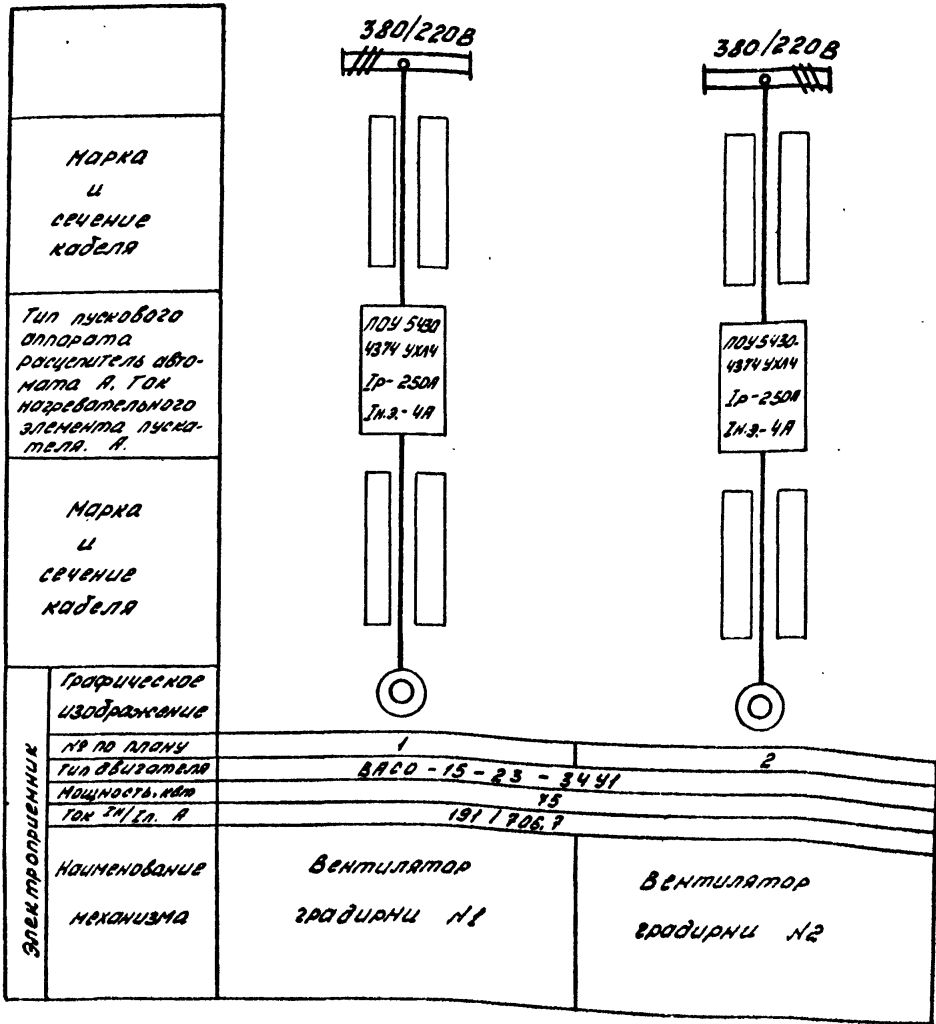 380/220В
380/220В
Марка
и
сечение
кабеля
Тип пускового
аппарата
расцепитель авто-
мата А. Ток
нагревательного
элемента пуска-
теля. А.
ПОУ 5430
4374 УХЛ4
Iр-250А
Iн.э.-4А
ПОУ5430-
4374 УХЛ4
Iр-250А
Iн.э.-4А
Марка
и
сечение
кабеля
Электроприемник
Графическое
изображение
№ по плану
1
2
Тип двигателя
ВАСО-15-23-34У1
Мощность, квт
75
Ток Iн/Iп. А
191/706,7
Наименование
механизма
Вентилятор
градирни №1
Вентилятор
градирни №2